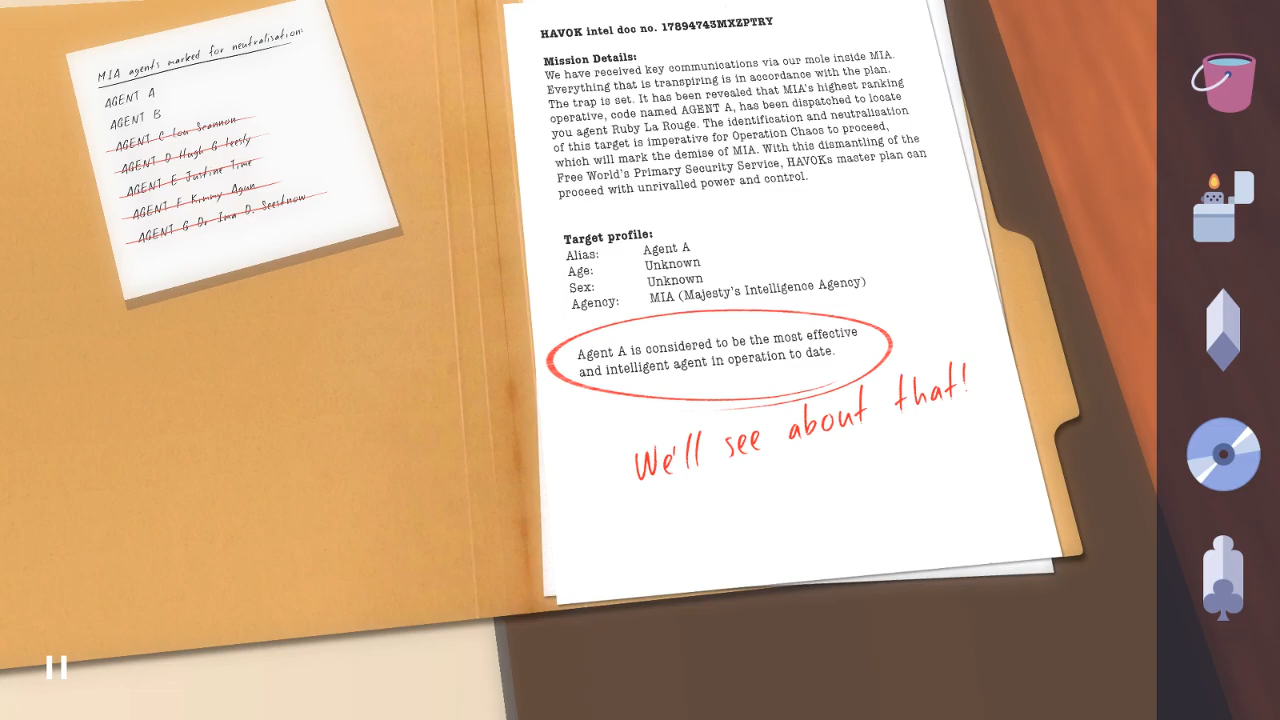 MIA agents marked for neutralisation:
AGENT A
AGENT B
AGENT C Lou Scannon
AGENT D Hugh G Leesly
AGENT E Justine Time
AGENT F Kimmy Agun
AGENT G Dr Ima D. Seestnow
HAVOK intel doc no. 17894743MXZPTRY
Mission Details:
We have received key communications via our mole inside MIA.
Everything that is transpiring is in accordance with the plan.
The trap is set. It has been revealed that MIA's highest ranking
operative, code named AGENT A, has been dispatched to locate
you agent Ruby La Rouge. The identification and neutralisation
of this target is imperative for Operation Chaos to proceed,
which will mark the demise of MIA. With this dismantling of the
Free World's Primary Security Service, HAVOKs master plan can
proceed with unrivalled power and control.
Target profile:
Alias: Agent A
Age: Unknown
Sex: Unknown
Agency: MIA (Majesty's Intelligence Agency)
Agent A is considered to be the most effective
and intelligent agent in operation to date.
We'll see about that!